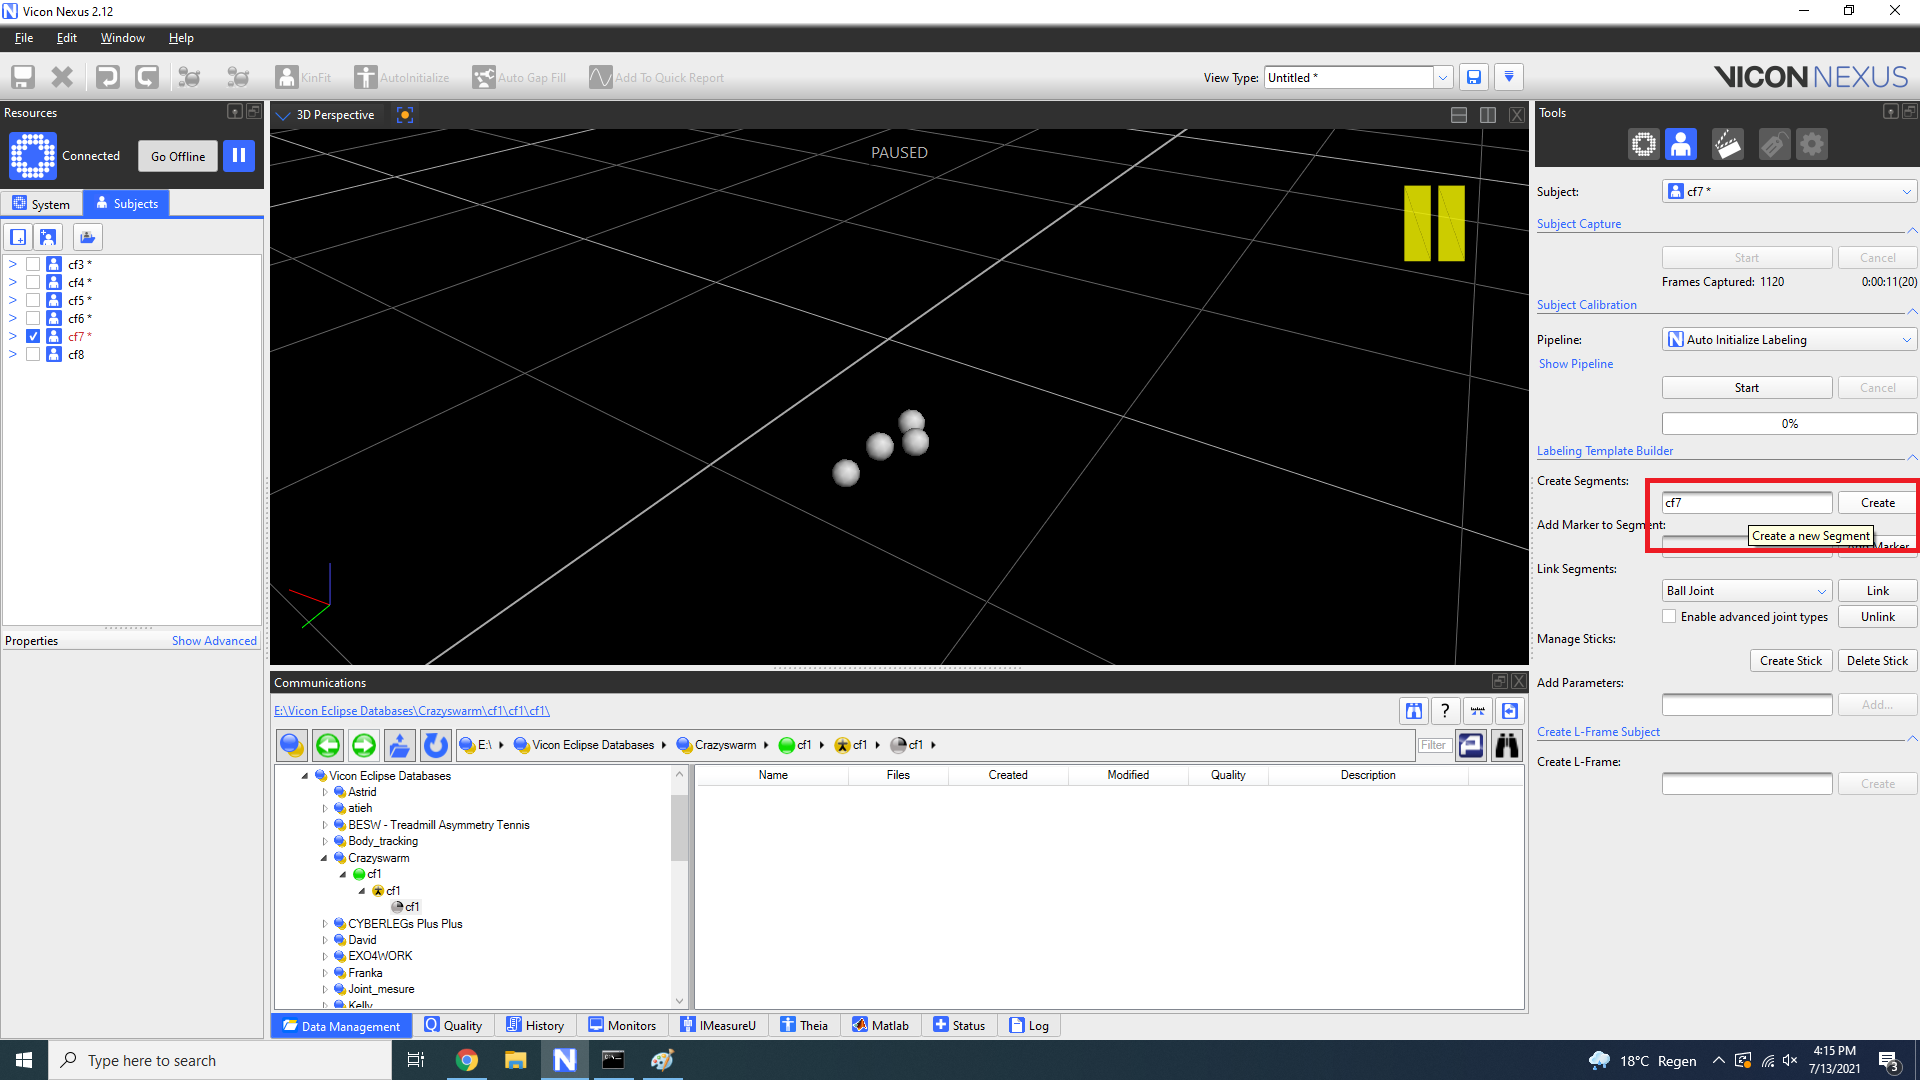 Vicon Nexus 2.12
File Edit Window Help
KinFit AutoInitialize Auto Gap Fill Add To Quick Report View Type: Untitled * VICON NEXUS
Resources
Connected Go Offline
System Subjects
cf3 *
cf4 *
cf5 *
cf6 *
cf7 *
cf8
Properties Show Advanced
3D Perspective
PAUSED
Communications
E:\Vicon Eclipse Databases\Crazyswarm\cf1\cf1\cf1\
?
E:\ Vicon Eclipse Databases Crazyswarm cf1 cf1 cf1 Filter
Vicon Eclipse Databases
Astrid
atieh
BESW - Treadmill Asymmetry Tennis
Body_tracking
Crazyswarm
cf1
cf1
cf1
CYBERLEGs Plus Plus
David
EXO4WORK
Franka
Joint_mesure
Kelly
Name Files Created Modified Quality Description
Data Management Quality History Monitors IMeasureU Theia Matlab Status Log
Tools
Subject: cf7 *
Subject Capture
Start Cancel
Frames Captured: 1120 0:00:11(20)
Subject Calibration
Pipeline: Auto Initialize Labeling
Show Pipeline
Start Cancel
0%
Labeling Template Builder
Create Segments:
cf7 Create
Add Marker to Segment:
Create a new Segment
Marker
Link Segments:
Ball Joint Link
Enable advanced joint types Unlink
Manage Sticks:
Create Stick Delete Stick
Add Parameters:
Add...
Create L-Frame Subject
Create L-Frame:
Create
Type here to search
18°C Regen
4:15 PM
7/13/2021
3